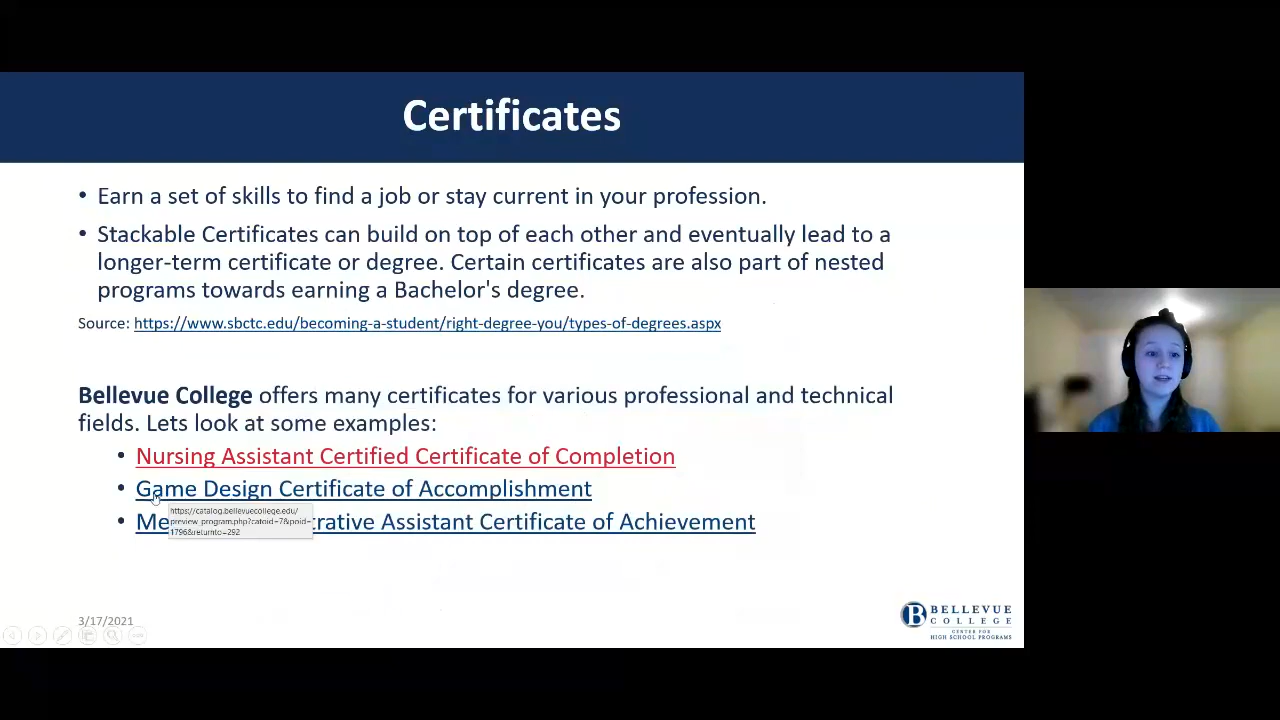 Certificates
• Earn a set of skills to find a job or stay current in your profession.
• Stackable Certificates can build on top of each other and eventually lead to a
longer-term certificate or degree. Certain certificates are also part of nested
programs towards earning a Bachelor's degree.
Source: https://www.sbctc.edu/becoming-a-student/right-degree-you/types-of-degrees.aspx
Bellevue College offers many certificates for various professional and technical
fields. Lets look at some examples:
• Nursing Assistant Certified Certificate of Completion
• Game Design Certificate of Accomplishment
https://catalog.bellevuecollege.edu/
preview_program.php?catoid=7&poid=
1796&returnto=292
• Me trative Assistant Certificate of Achievement
3/17/2021
B BELLEVUE
COLLEGE
CENTER FOR
HIGH SCHOOL PROGRAMS